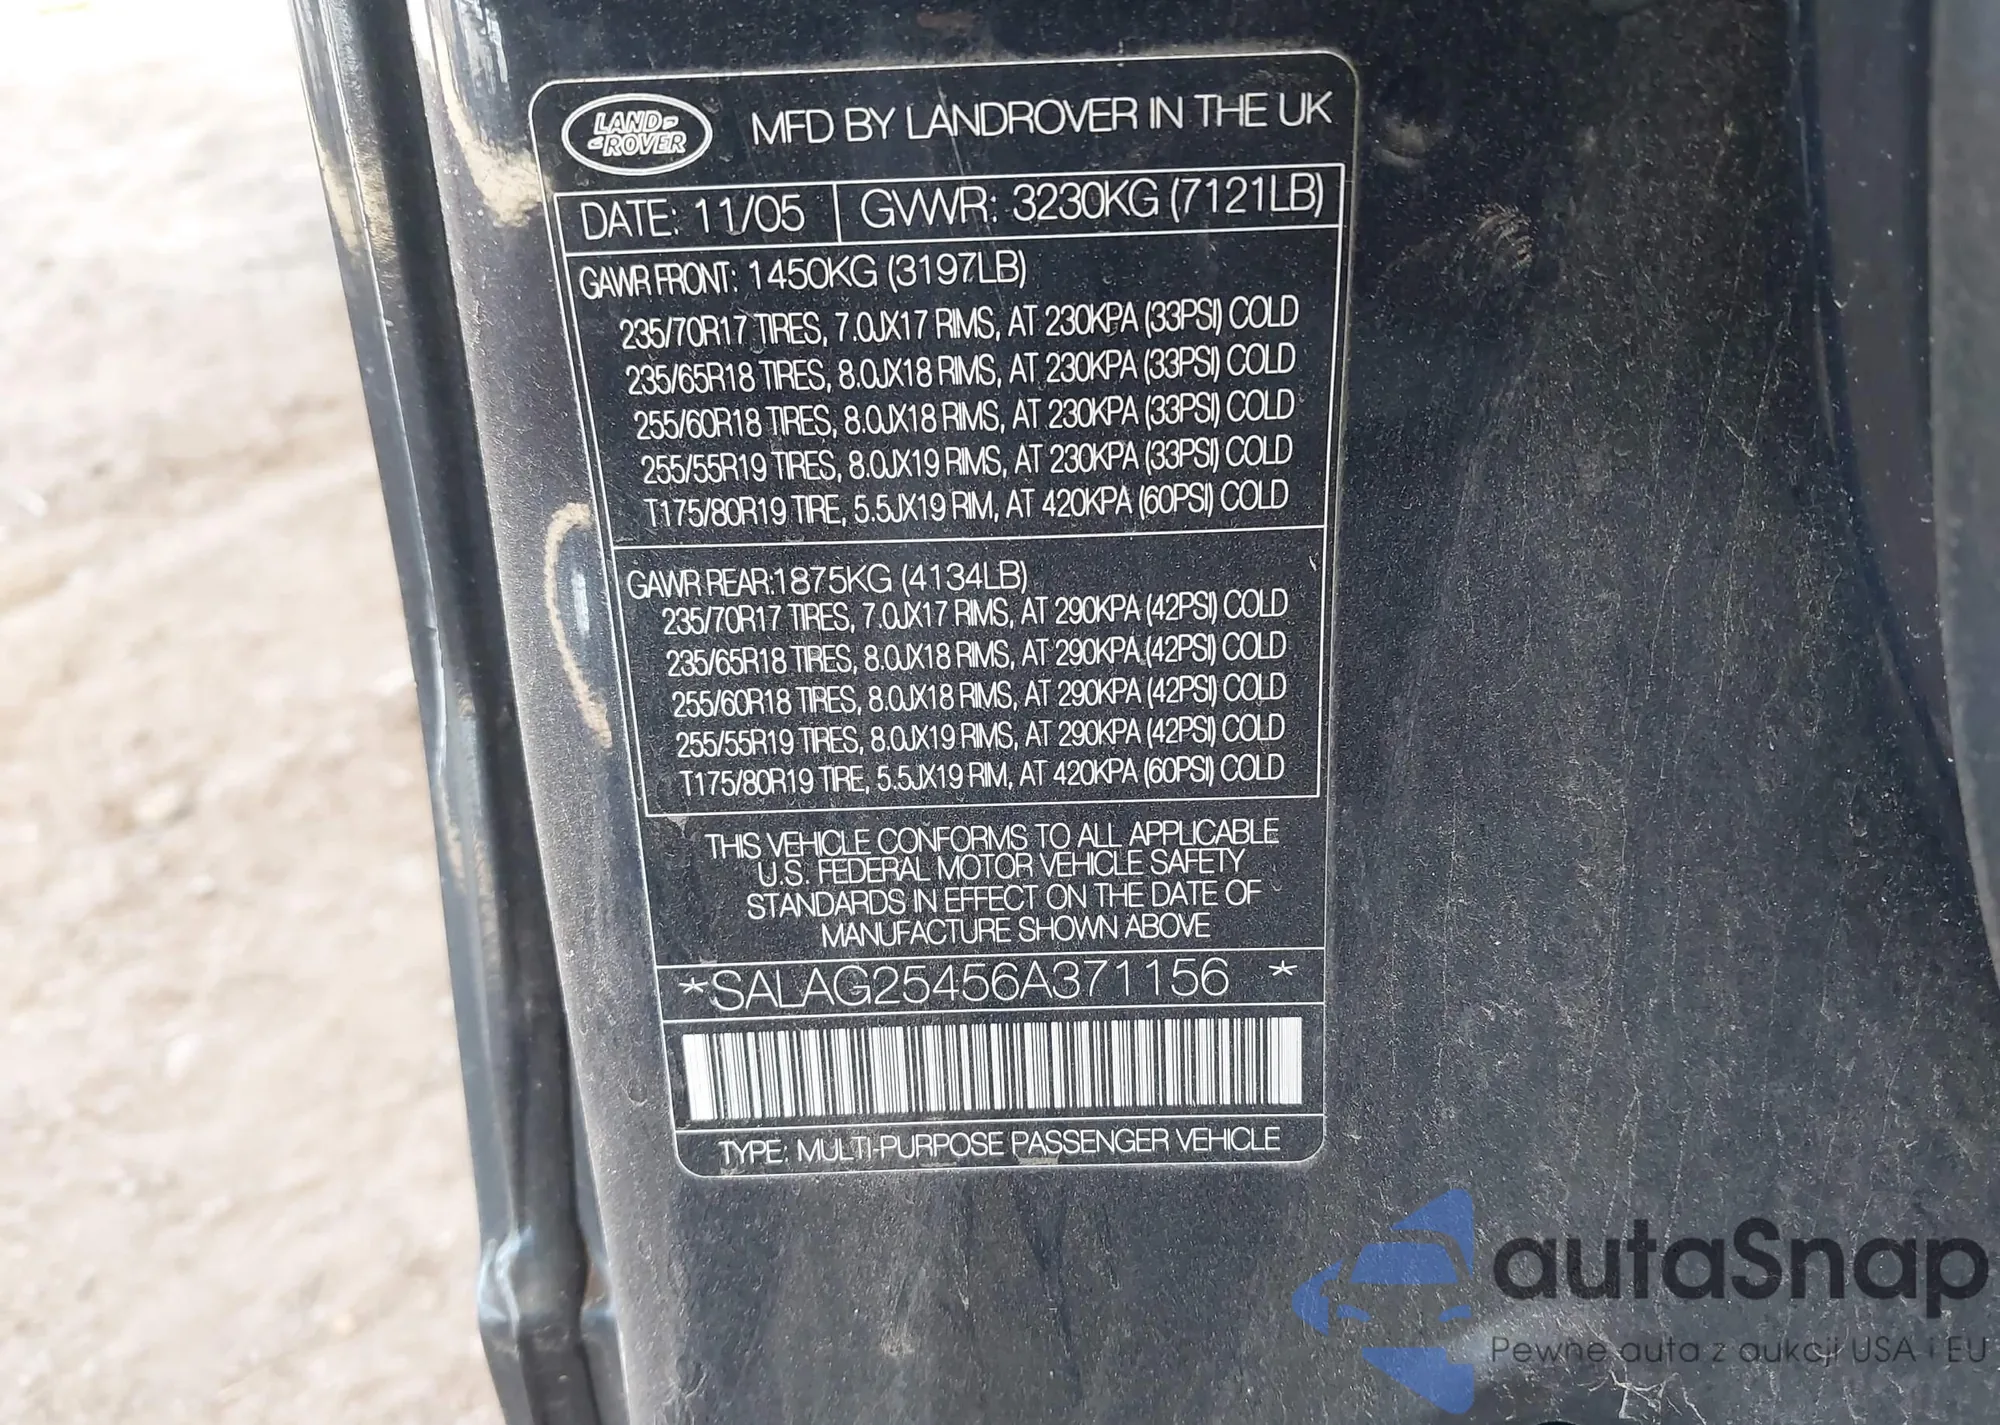 LAND
ROVER
MFD BY LANDROVER IN THE UK
DATE: 11/05 GVWR: 3230KG (7121LB)
GAWR FRONT: 1450KG (3197LB)
235/70R17 TIRES, 7.0JX17 RIMS, AT 230KPA (33PSI) COLD
235/65R18 TIRES, 8.0JX18 RIMS, AT 230KPA (33PSI) COLD
255/60R18 TIRES, 8.0JX18 RIMS, AT 230KPA (33PSI) COLD
255/55R19 TIRES, 8.0JX19 RIMS, AT 230KPA (33PSI) COLD
T175/80R19 TIRE, 5.5JX19 RIM, AT 420KPA (60PSI) COLD
GAWR REAR:1875KG (4134LB)
235/70R17 TIRES, 7.0JX17 RIMS, AT 290KPA (42PSI) COLD
235/65R18 TIRES, 8.0JX18 RIMS, AT 290KPA (42PSI) COLD
255/60R18 TIRES, 8.0JX18 RIMS, AT 290KPA (42PSI) COLD
255/55R19 TIRES, 8.0JX19 RIMS, AT 290KPA (42PSI) COLD
T175/80R19 TIRE, 5.5JX19 RIM, AT 420KPA (60PSI) COLD
THIS VEHICLE CONFORMS TO ALL APPLICABLE
U.S. FEDERAL MOTOR VEHICLE SAFETY
STANDARDS IN EFFECT ON THE DATE OF
MANUFACTURE SHOWN ABOVE
*SALAG25456A371156 *
TYPE: MULTI-PURPOSE PASSENGER VEHICLE
autaSnap
Pewne auta z aukcji USA i EU